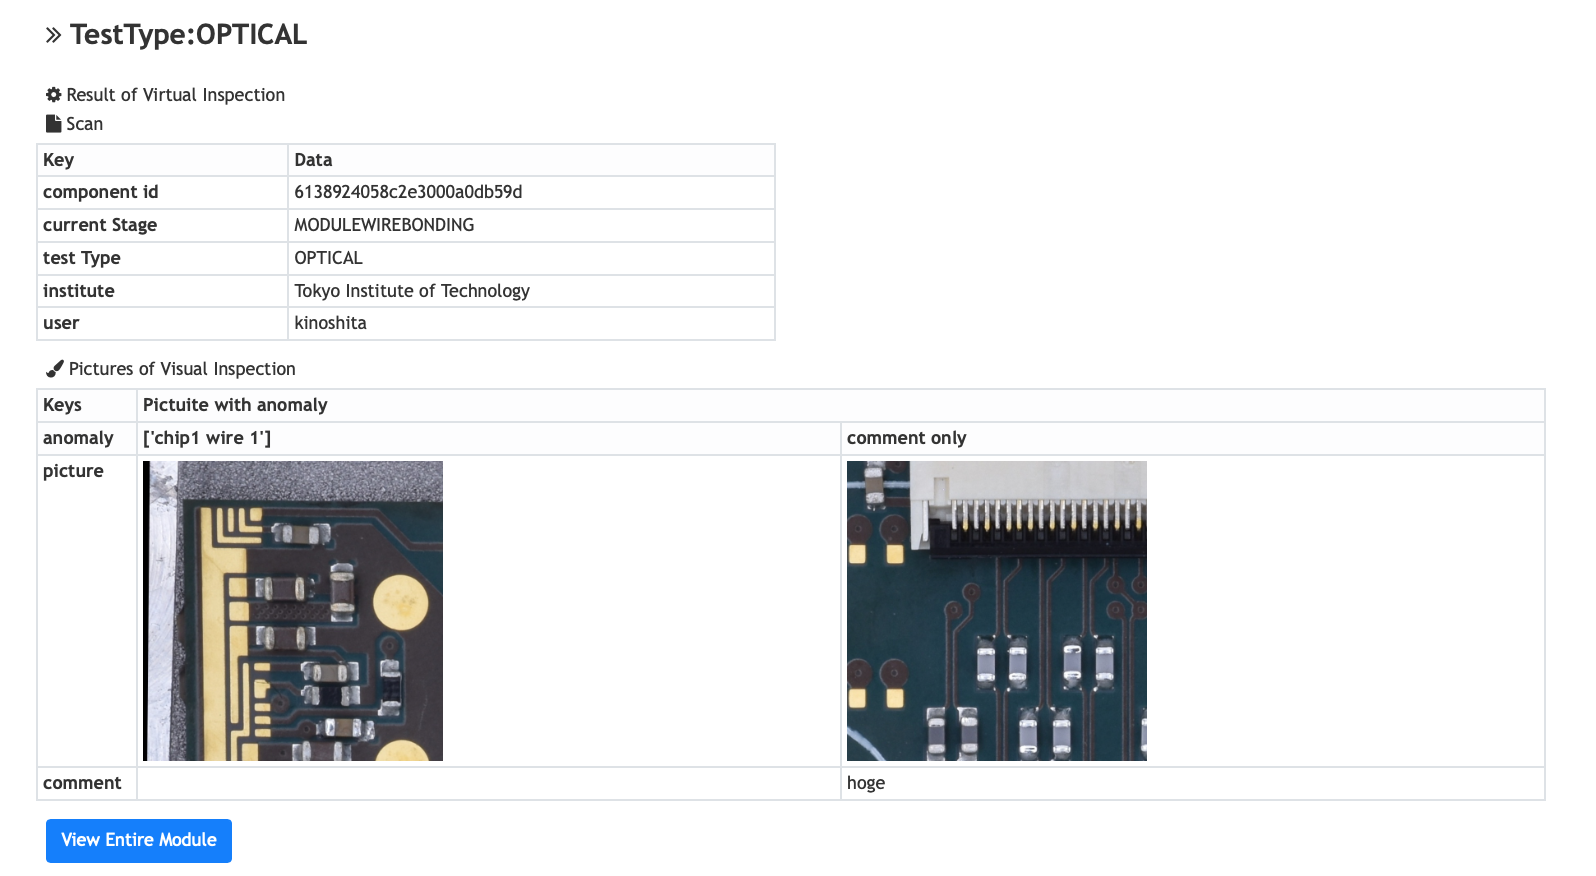 » TestType:OPTICAL
Result of Virtual Inspection
Scan
Key Data
component id 6138924058c2e3000a0db59d
current Stage MODULEWIREBONDING
test Type OPTICAL
institute Tokyo Institute of Technology
user kinoshita
Pictures of Visual Inspection
Keys Pictuite with anomaly
anomaly ['chip1 wire 1'] comment only
picture
comment hoge
View Entire Module